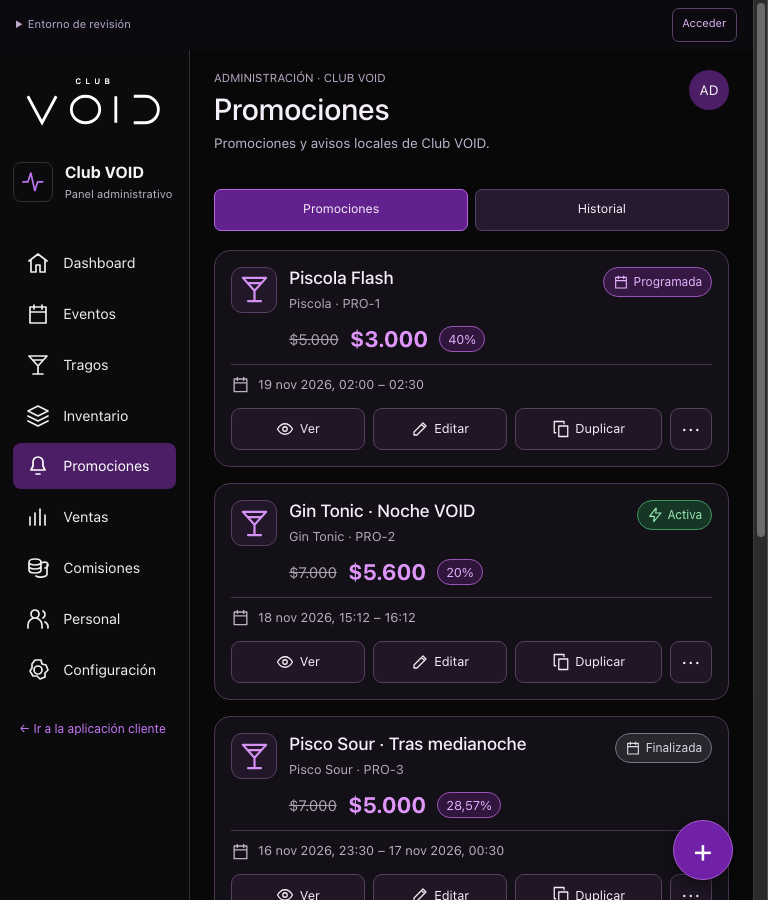 ▶ Entorno de revisión
Acceder
CLUB
VOID
Club VOID
Panel administrativo
Dashboard
Eventos
Tragos
Inventario
Promociones
Ventas
Comisiones
Personal
Configuración
← Ir a la aplicación cliente
ADMINISTRACIÓN · CLUB VOID
AD
Promociones
Promociones y avisos locales de Club VOID.
Promociones
Historial
Piscola Flash
Programada
Piscola · PRO-1
$5.000 $3.000 40%
19 nov 2026, 02:00 – 02:30
Ver
Editar
Duplicar
...
Gin Tonic · Noche VOID
Activa
Gin Tonic · PRO-2
$7.000 $5.600 20%
18 nov 2026, 15:12 – 16:12
Ver
Editar
Duplicar
...
Pisco Sour · Tras medianoche
Finalizada
Pisco Sour · PRO-3
$7.000 $5.000 28,57%
16 nov 2026, 23:30 – 17 nov 2026, 00:30
+
Ver
Editar
Duplicar
...